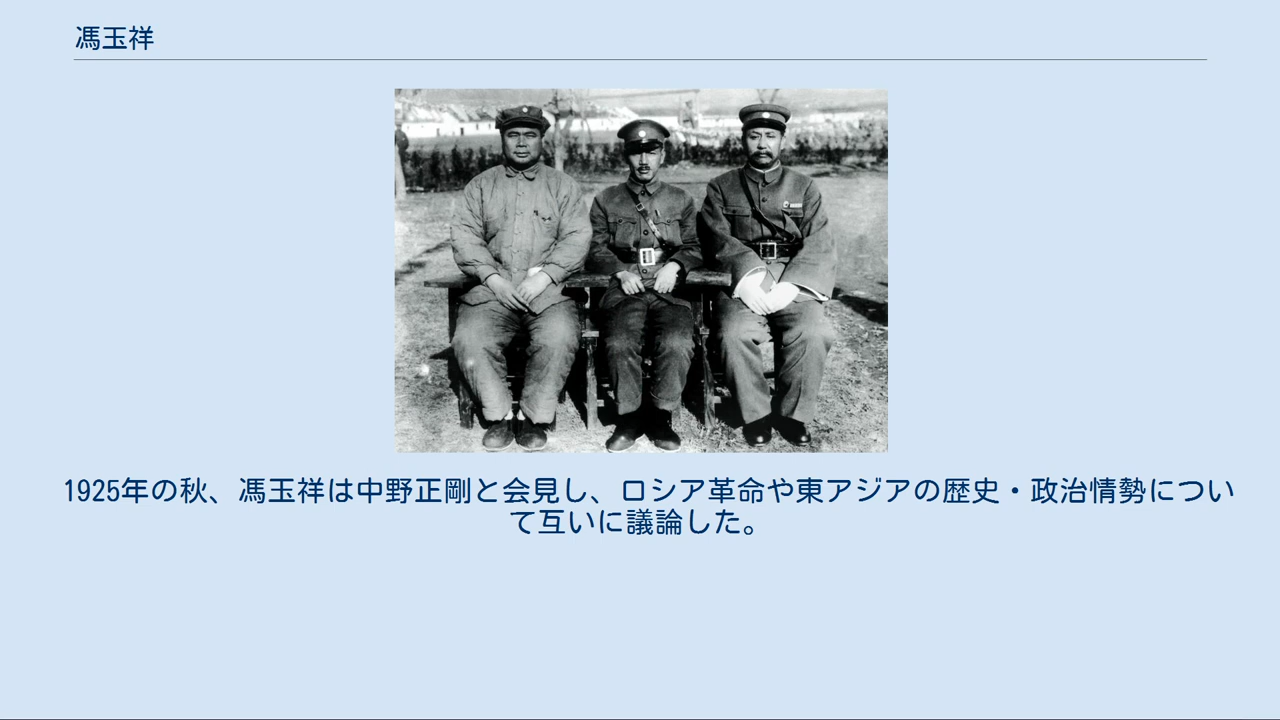 馮玉祥
1925年の秋、馮玉祥は中野正剛と会見し、ロシア革命や東アジアの歴史・政治情勢につい
て互いに議論した。